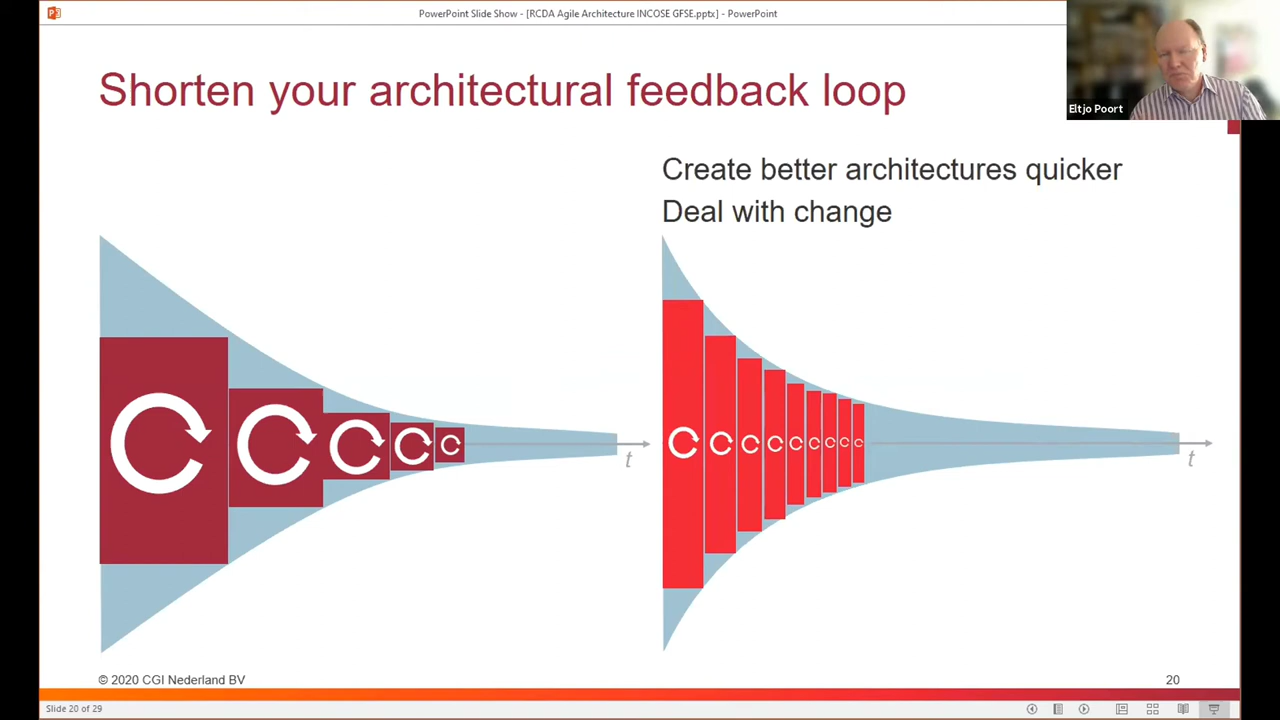 PowerPoint Slide Show - [RCDA Agile Architecture INCOSE GFSE.pptx] - PowerPoint
Eltjo Poort
Shorten your architectural feedback loop
Create better architectures quicker
Deal with change
t
t
© 2020 CGI Nederland BV
20
Slide 20 of 29